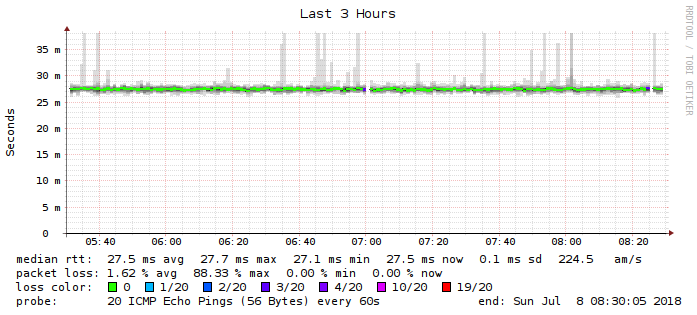 Last 3 Hours
RRDTOOL / TOBI OETIKER
Seconds
35 m
30 m
25 m
20 m
15 m
10 m
5 m
0
05:40 06:00 06:20 06:40 07:00 07:20 07:40 08:00 08:20
median rtt: 27.5 ms avg 27.7 ms max 27.1 ms min 27.5 ms now 0.1 ms sd 224.5 am/s
packet loss: 1.62 % avg 88.33 % max 0.00 % min 0.00 % now
loss color: 0 1/20 2/20 3/20 4/20 10/20 19/20
probe: 20 ICMP Echo Pings (56 Bytes) every 60s end: Sun Jul 8 08:30:05 2018